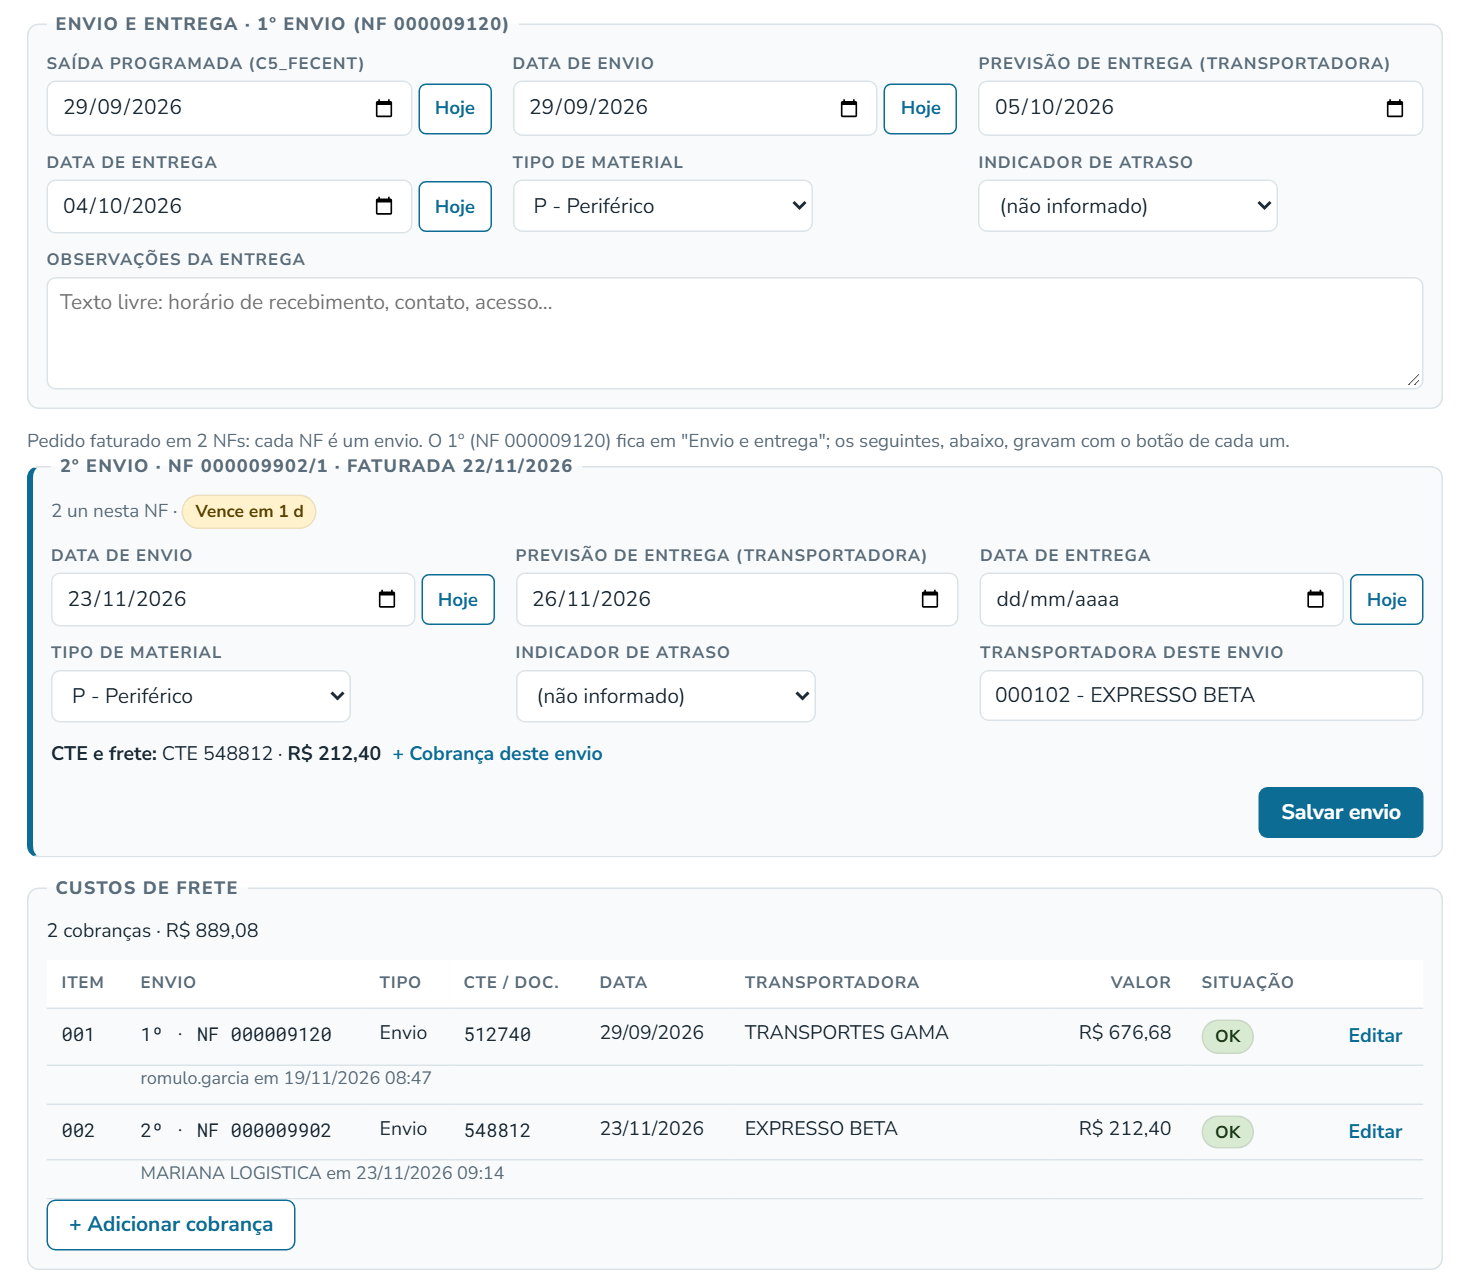 ENVIO E ENTREGA · 1º ENVIO (NF 000009120)
SAÍDA PROGRAMADA (C5_FECENT) DATA DE ENVIO PREVISÃO DE ENTREGA (TRANSPORTADORA)
29/09/2026 Hoje 29/09/2026 Hoje 05/10/2026
DATA DE ENTREGA TIPO DE MATERIAL INDICADOR DE ATRASO
04/10/2026 Hoje P - Periférico (não informado)
OBSERVAÇÕES DA ENTREGA
Texto livre: horário de recebimento, contato, acesso...
Pedido faturado em 2 NFs: cada NF é um envio. O 1º (NF 000009120) fica em "Envio e entrega"; os seguintes, abaixo, gravam com o botão de cada um.
2º ENVIO · NF 000009902/1 · FATURADA 22/11/2026
2 un nesta NF · Vence em 1 d
DATA DE ENVIO PREVISÃO DE ENTREGA (TRANSPORTADORA) DATA DE ENTREGA
23/11/2026 Hoje 26/11/2026 dd/mm/aaaa Hoje
TIPO DE MATERIAL INDICADOR DE ATRASO TRANSPORTADORA DESTE ENVIO
P - Periférico (não informado) 000102 - EXPRESSO BETA
CTE e frete: CTE 548812 · R$ 212,40 + Cobrança deste envio
Salvar envio
CUSTOS DE FRETE
2 cobranças · R$ 889,08
ITEM ENVIO TIPO CTE / DOC. DATA TRANSPORTADORA VALOR SITUAÇÃO
001 1º · NF 000009120 Envio 512740 29/09/2026 TRANSPORTES GAMA R$ 676,68 OK Editar
romulo.garcia em 19/11/2026 08:47
002 2º · NF 000009902 Envio 548812 23/11/2026 EXPRESSO BETA R$ 212,40 OK Editar
MARIANA LOGISTICA em 23/11/2026 09:14
+ Adicionar cobrança